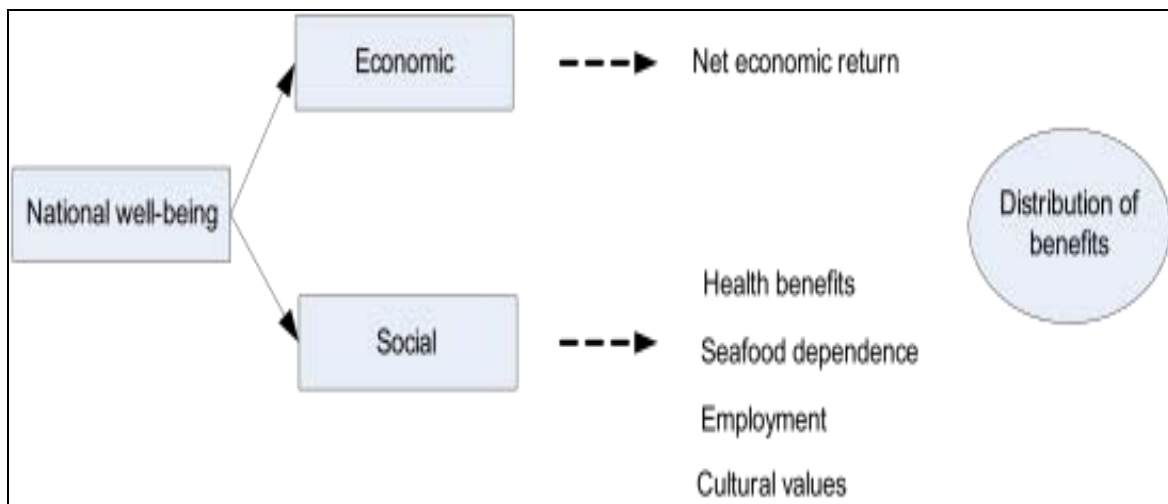 Economic
Net economic return
National well-being
Distribution of
benefits
Health benefits
Social
Seafood dependence
Employment
Cultural values